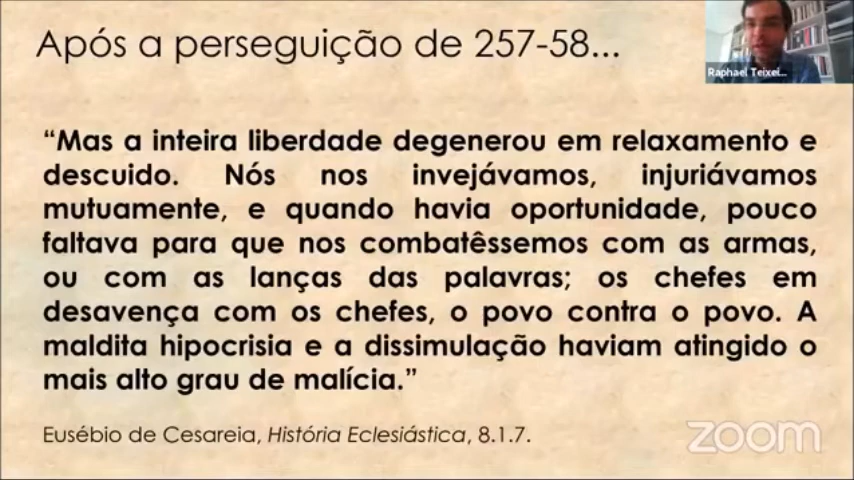 Após a perseguição de 257-58...
Raphael Teixei...
“Mas a inteira liberdade degenerou em relaxamento e
descuido. Nós nos invejávamos, injuriávamos
mutuamente, e quando havia oportunidade, pouco
faltava para que nos combatêssemos com as armas,
ou com as lanças das palavras; os chefes em
desavença com os chefes, o povo contra o povo. A
maldita hipocrisia e a dissimulação haviam atingido o
mais alto grau de malícia.”
Eusébio de Cesareia, História Eclesiástica, 8.1.7.
zoom